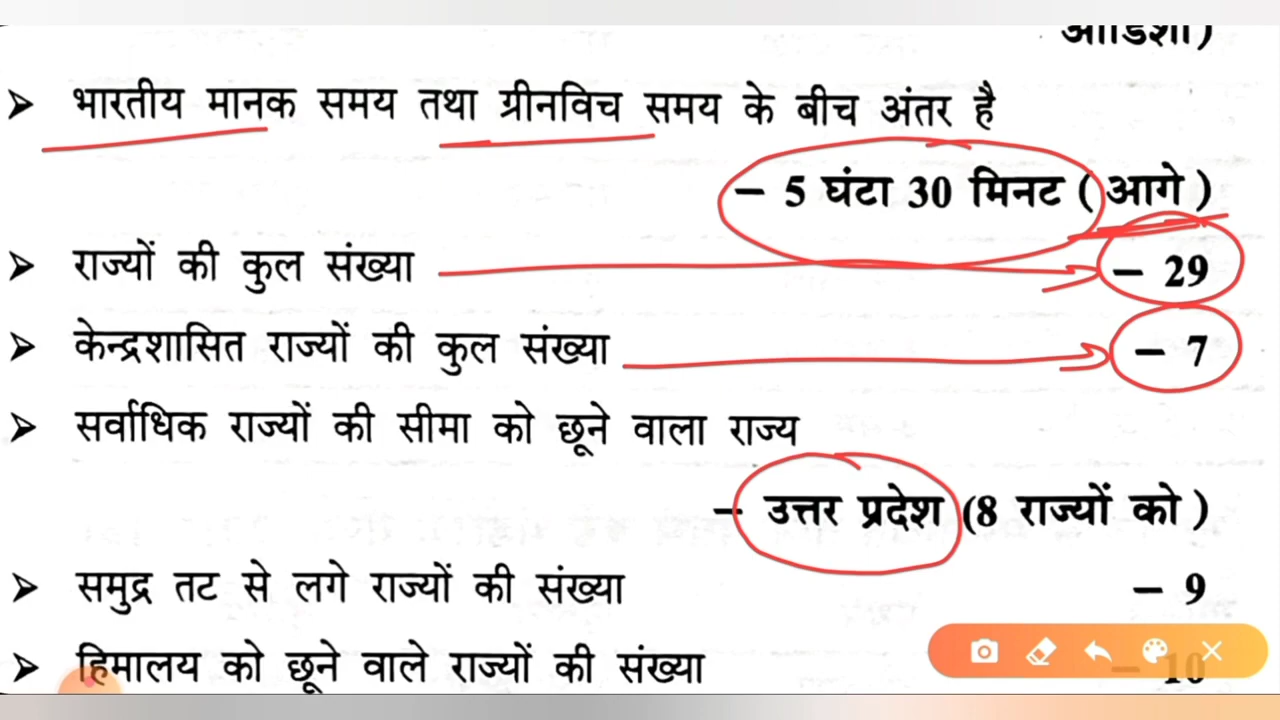 ओडिशा)
➤ भारतीय मानक समय तथा ग्रीनविच समय के बीच अंतर है
– 5 घंटा 30 मिनट ( आगे )
➤ राज्यों की कुल संख्या – 29
➤ केन्द्रशासित राज्यों की कुल संख्या – 7
➤ सर्वाधिक राज्यों की सीमा को छूने वाला राज्य
– उत्तर प्रदेश (8 राज्यों को )
➤ समुद्र तट से लगे राज्यों की संख्या – 9
➤ हिमालय को छूने वाले राज्यों की संख्या – 10